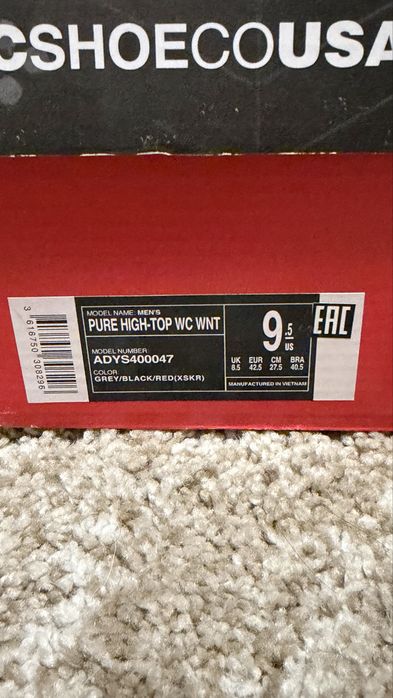 CSHOECOUSA
MODEL NAME: MEN'S
PURE HIGH-TOP WC WNT
MODEL NUMBER:
ADYS400047
COLOR
GREY/BLACK/RED(XSKR)
9.5
US
UK EUR CM BRA
8.5 42.5 27.5 40.5
MANUFACTURED IN VIETNAM
EAC
3 616750 308296